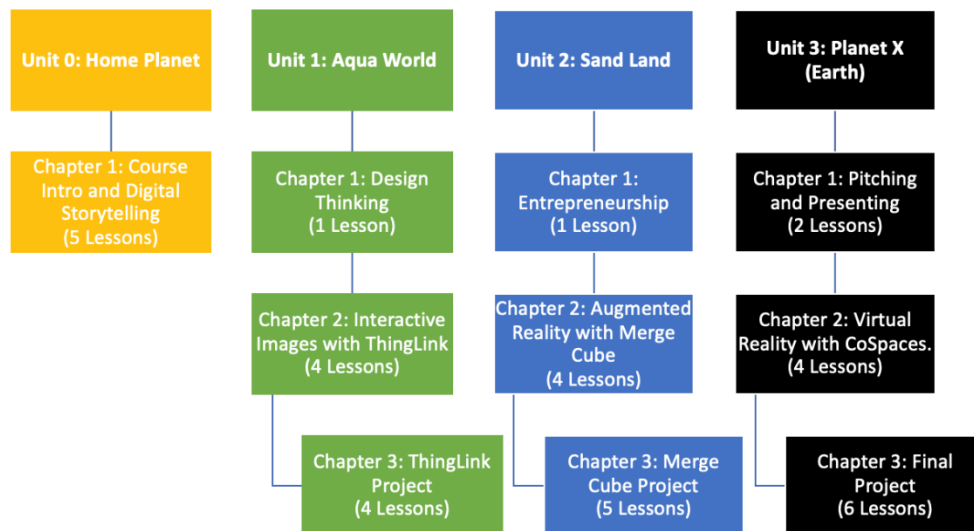 Unit 0: Home Planet
Chapter 1: Course
Intro and Digital
Storytelling
(5 Lessons)
Unit 1: Aqua World
Chapter 1: Design
Thinking
(1 Lesson)
Chapter 2: Interactive
Images with ThingLink
(4 Lessons)
Chapter 3: ThingLink
Project
(4 Lessons)
Unit 2: Sand Land
Chapter 1:
Entrepreneurship
(1 Lesson)
Chapter 2: Augmented
Reality with Merge
Cube
(4 Lessons)
Chapter 3: Merge
Cube Project
(5 Lessons)
Unit 3: Planet X
(Earth)
Chapter 1: Pitching
and Presenting
(2 Lessons)
Chapter 2: Virtual
Reality with CoSpaces.
(4 Lessons)
Chapter 3: Final
Project
(6 Lessons)